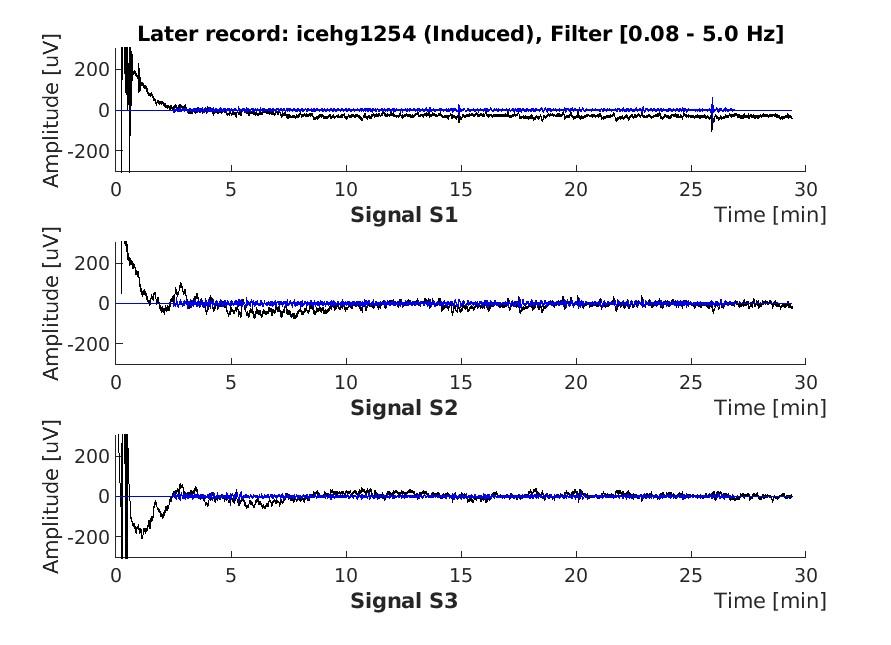 Later record: icehg1254 (Induced), Filter [0.08 - 5.0 Hz]
Amplitude [uV]
200
0
-200
0 5 10 15 20 25 30
Signal S1
Time [min]
Amplitude [uV]
200
0
-200
0 5 10 15 20 25 30
Signal S2
Time [min]
Amplitude [uV]
200
0
-200
0 5 10 15 20 25 30
Signal S3
Time [min]